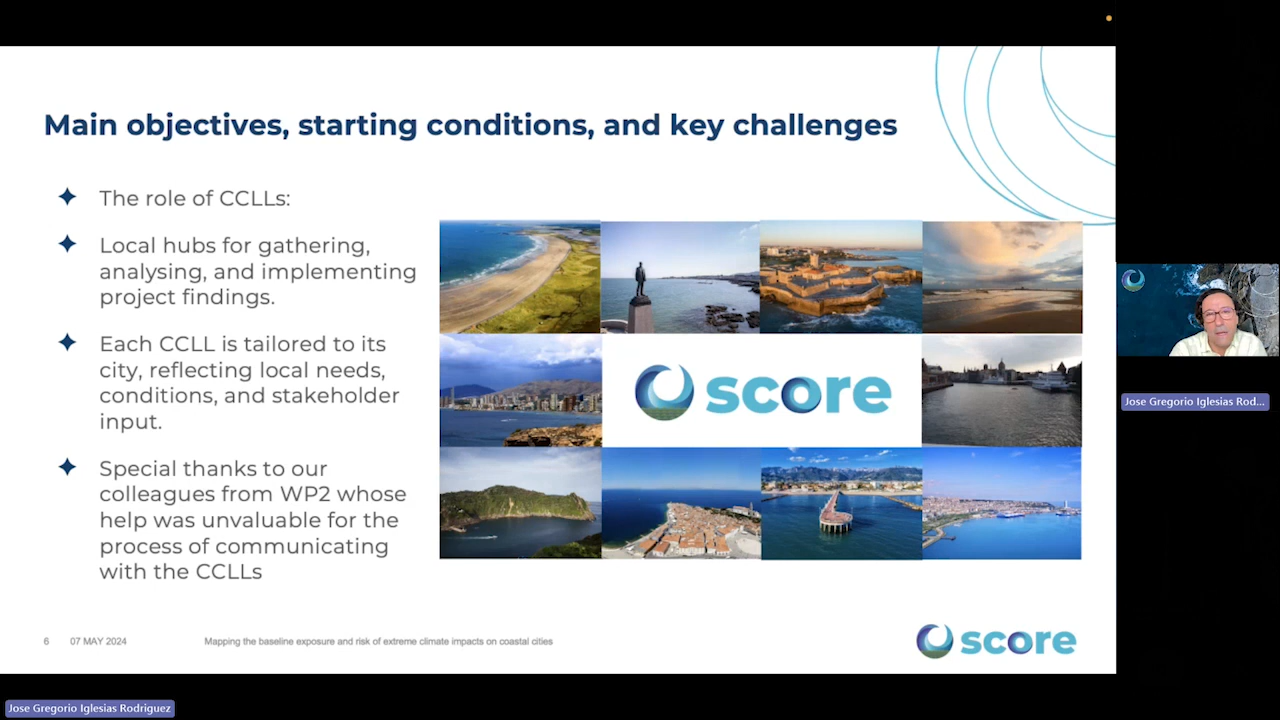 Main objectives, starting conditions, and key challenges
The role of CCLLs:
Local hubs for gathering,
analysing, and implementing
project findings.
Each CCLL is tailored to its
city, reflecting local needs,
conditions, and stakeholder
input.
Special thanks to our
colleagues from WP2 whose
help was unvaluable for the
process of communicating
with the CCLLs
score
6 07 MAY 2024 Mapping the baseline exposure and risk of extreme climate impacts on coastal cities
score
Jose Gregorio Iglesias Rod...
Jose Gregorio Iglesias Rodriguez